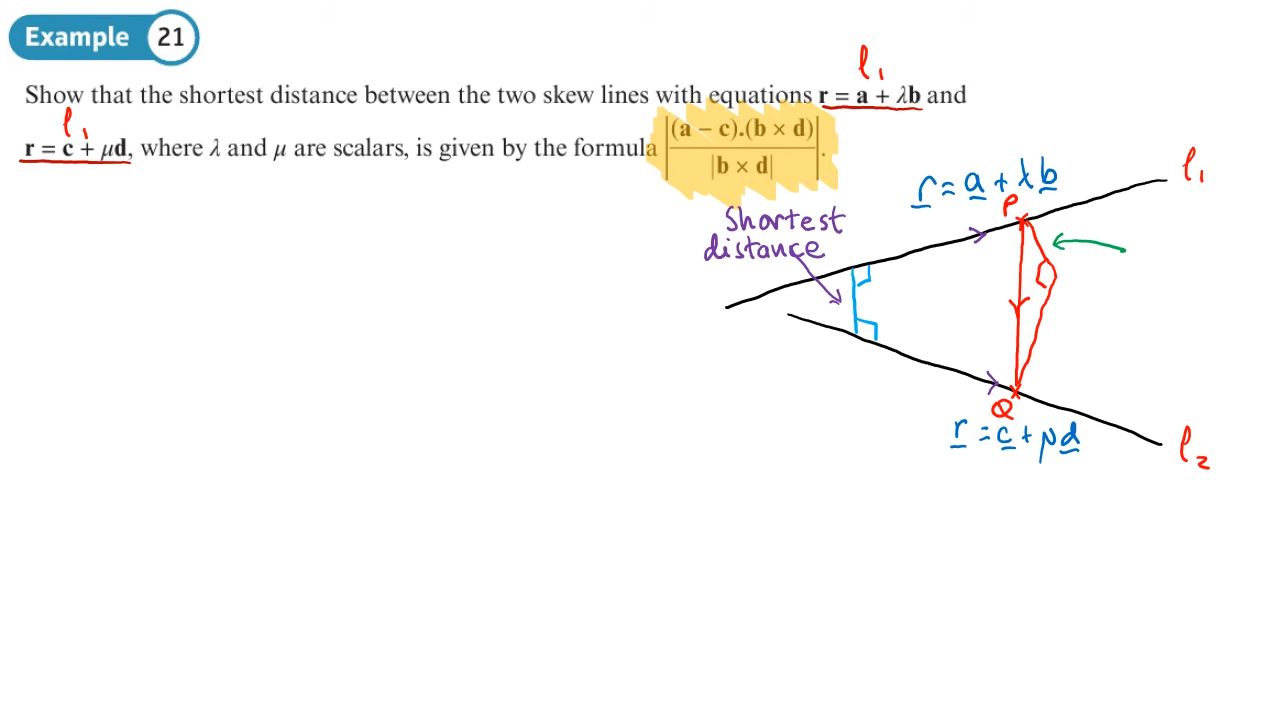 Example 21
l₁
Show that the shortest distance between the two skew lines with equations r = a + λb and
l₁
r = c + μd, where λ and μ are scalars, is given by the formula |(a − c).(b × d) / |b × d||.
l₁
r = a + λb
P
Shortest
distance
Q
r = c + μd
l₂